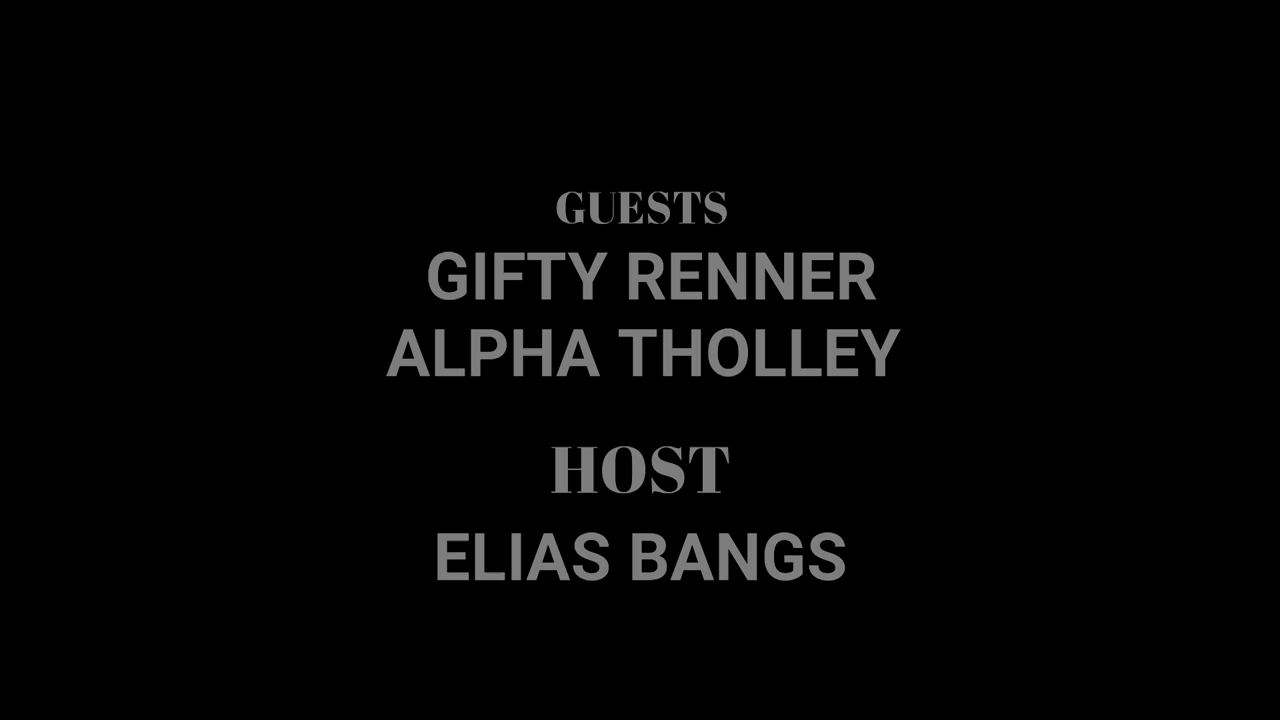 GUESTS
GIFTY RENNER
ALPHA THOLLEY
HOST
ELIAS BANGS